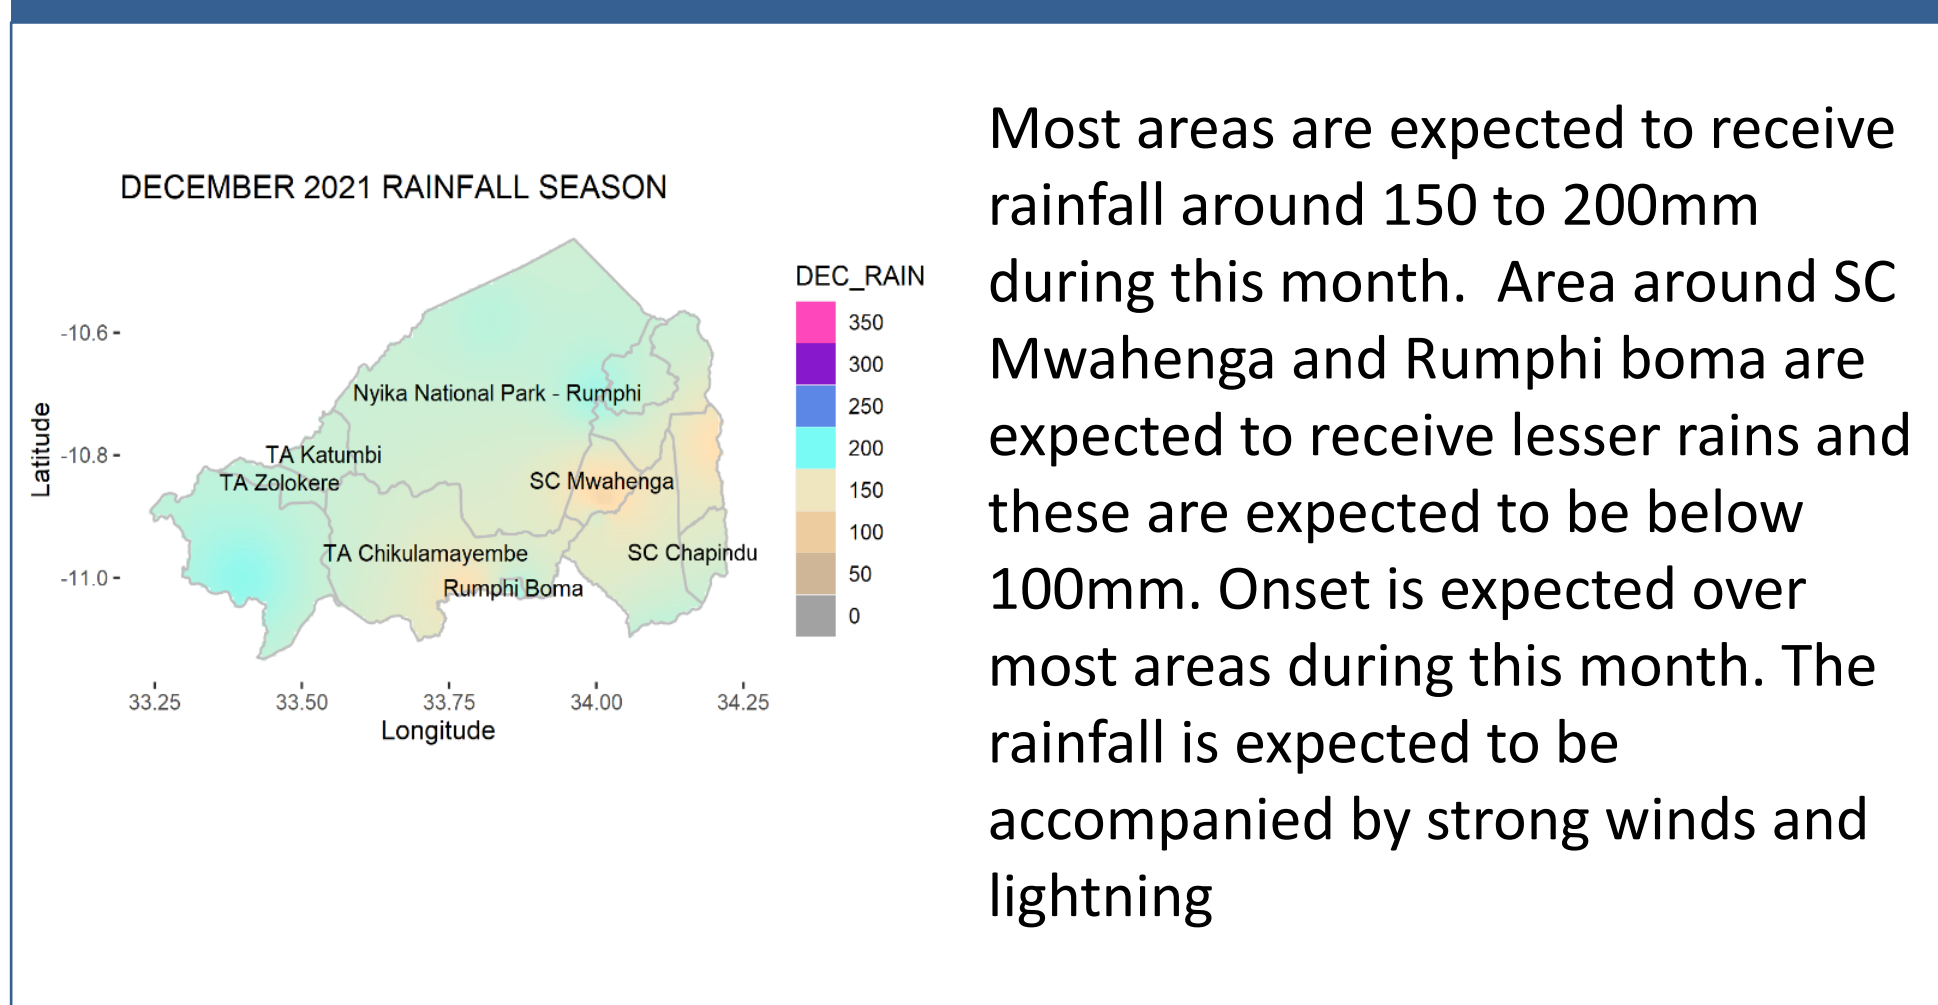 DECEMBER 2021 RAINFALL SEASON
DEC_RAIN
350
300
250
200
150
100
50
0
Latitude
-10.6
-10.8
-11.0
Nyika National Park - Rumphi
TA Katumbi
TA Zolokere
SC Mwahenga
TA Chikulamayembe
SC Chapindu
Rumphi Boma
33.25
33.50
33.75
34.00
34.25
Longitude
Most areas are expected to receive
rainfall around 150 to 200mm
during this month.  Area around SC
Mwahenga and Rumphi boma are
expected to receive lesser rains and
these are expected to be below
100mm. Onset is expected over
most areas during this month. The
rainfall is expected to be
accompanied by strong winds and
lightning